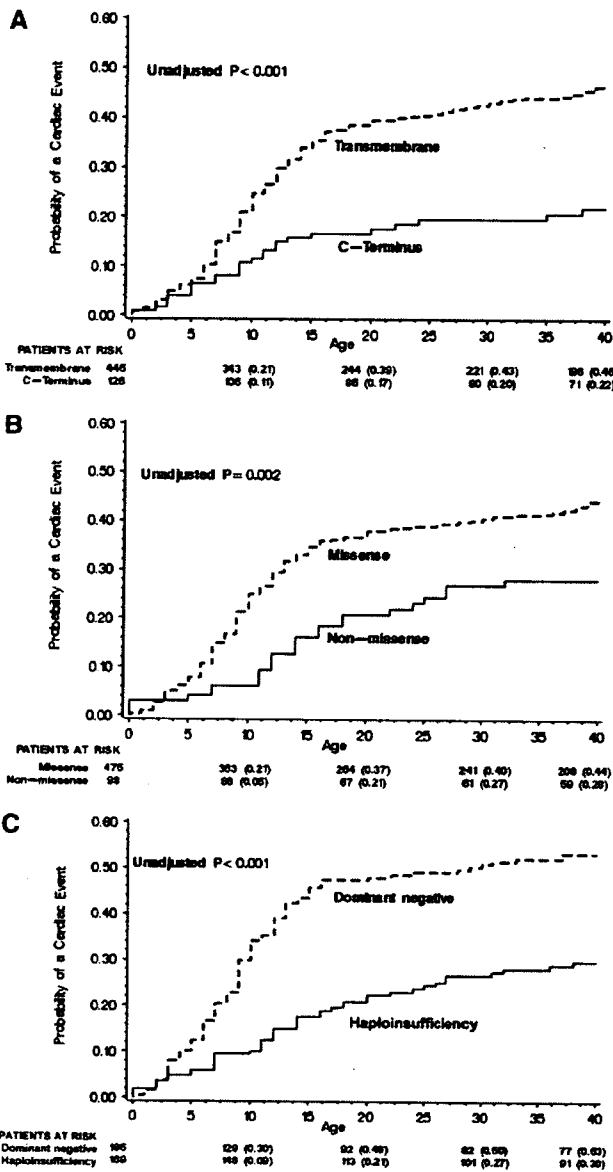 A
0.60
0.50
0.40
0.30
0.20
0.10
0.00
Probability of a Cardiac Event
Unadjusted P< 0.001
Transmembrane
C-Terminus
0 5 10 15 20 25 30 35 40
Age
PATIENTS AT RISK
Transmembrane 446 343 (0.21) 244 (0.39) 221 (0.43)
C-Terminus 126 (0.11) (0.17) (0.20) 71 (0.22)
B
0.60
0.50
0.40
0.30
0.20
0.10
0.00
Probability of a Cardiac Event
Unadjusted P= 0.002
Missense
Non-missense
0 5 10 15 20 25 30 35 40
Age
PATIENTS AT RISK
Missense 475 363 (0.21) 264 (0.37) 241 (0.40) (0.44)
Non-missense 67 (0.21) 61 (0.27)
C
0.60
0.50
0.40
0.30
0.20
0.10
0.00
Probability of a Cardiac Event
Unadjusted P< 0.001
Dominant negative
Haploinsufficiency
0 5 10 15 20 25 30 35 40
Age
PATIENTS AT RISK
Dominant negative 129 (0.30) 92
Haploinsufficiency 113 (0.21) 101 (0.27) 91